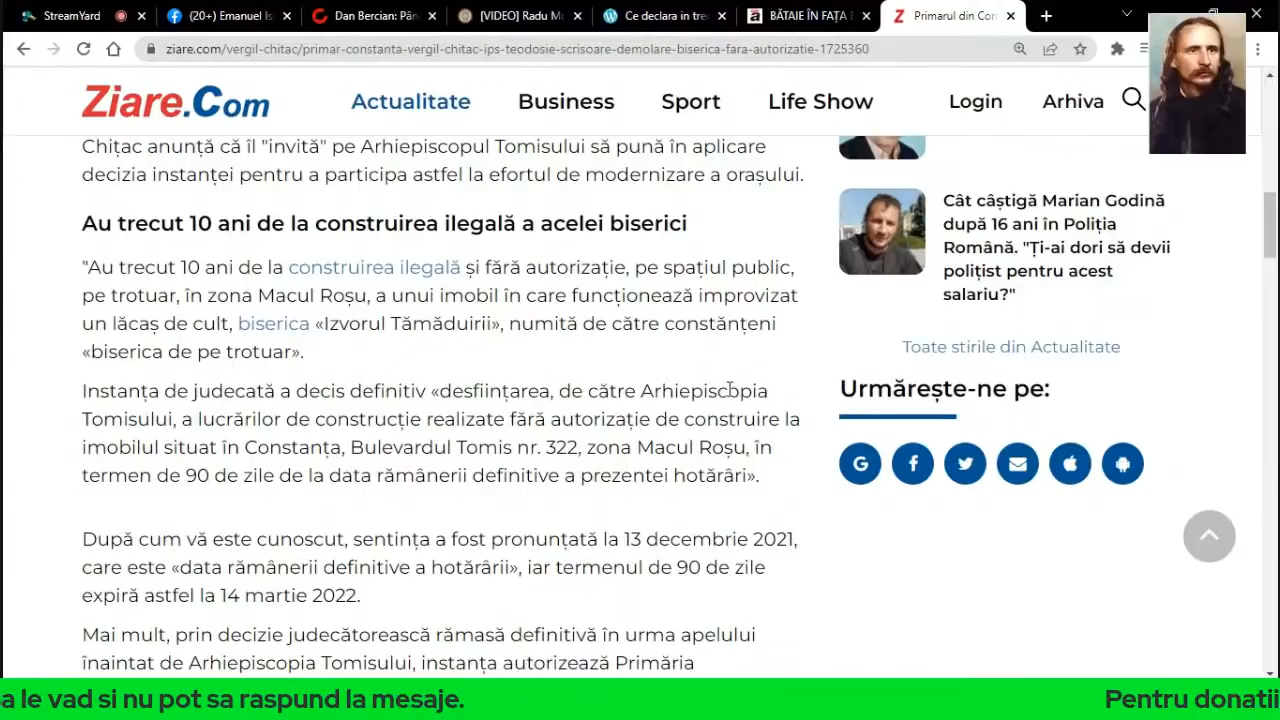 StreamYard
(20+) Emanuel Is
Dan Bercian: Pân
[VIDEO] Radu M
Ce declara in tre
BĂTAIE ÎN FAȚA
Primarul din Con
ziare.com/vergil-chitac/primar-constanta-vergil-chitac-ips-teodosie-scrisoare-demolare-biserica-fara-autorizatie-1725360
Ziare.Com
Actualitate
Business
Sport
Life Show
Login
Arhiva
Chițac anunță că îl "invită" pe Arhiepiscopul Tomisului să pună în aplicare
decizia instanței pentru a participa astfel la efortul de modernizare a orașului.
Au trecut 10 ani de la construirea ilegală a acelei biserici
"Au trecut 10 ani de la construirea ilegală și fără autorizație, pe spațiul public,
pe trotuar, în zona Macul Roșu, a unui imobil în care funcționează improvizat
un lăcaș de cult, biserica «Izvorul Tămăduirii», numită de către constănțeni
«biserica de pe trotuar».
Instanța de judecată a decis definitiv «desființarea, de către Arhiepiscopia
Tomisului, a lucrărilor de construcție realizate fără autorizație de construire la
imobilul situat în Constanța, Bulevardul Tomis nr. 322, zona Macul Roșu, în
termen de 90 de zile de la data rămânerii definitive a prezentei hotărâri».
După cum vă este cunoscut, sentința a fost pronunțată la 13 decembrie 2021,
care este «data rămânerii definitive a hotărârii», iar termenul de 90 de zile
expiră astfel la 14 martie 2022.
Mai mult, prin decizie judecătorească rămasă definitivă în urma apelului
înaintat de Arhiepiscopia Tomisului, instanța autorizează Primăria
Cât câștigă Marian Godină
după 16 ani în Poliția
Română. "Ți-ai dori să devii
polițist pentru acest
salariu?"
Toate stirile din Actualitate
Urmărește-ne pe:
a le vad si nu pot sa raspund la mesaje.
Pentru donatii